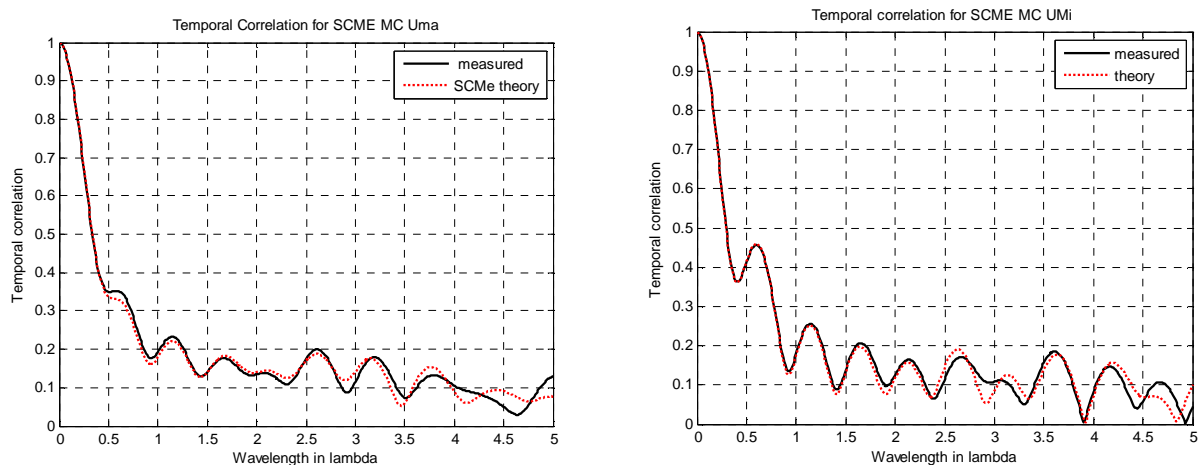 Temporal Correlation for SCME MC Uma
1
0.9
0.8
0.7
0.6
0.5
0.4
0.3
0.2
0.1
0
Temporal correlation
measured
SCMe theory
0 0.5 1 1.5 2 2.5 3 3.5 4 4.5 5
Wavelength in lambda
Temporal correlation for SCME MC UMi
1
0.9
0.8
0.7
0.6
0.5
0.4
0.3
0.2
0.1
0
Temporal correlation
measured
theory
0 0.5 1 1.5 2 2.5 3 3.5 4 4.5 5
Wavelength in lambda